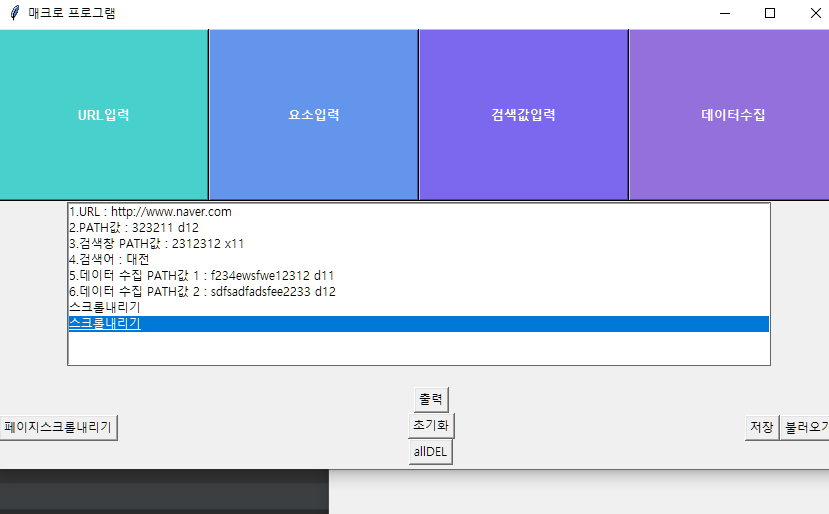 매크로 프로그램
URL입력
요소입력
검색값입력
데이터수집
1.URL : http://www.naver.com
2.PATH값 : 323211 d12
3.검색창 PATH값 : 2312312 x11
4.검색어 : 대전
5.데이터 수집 PATH값 1 : f234ewsfwe12312 d11
6.데이터 수집 PATH값 2 : sdfsadfadsfee2233 d12
스크롤내리기
스크롤내리기
출력
페이지스크롤내리기
초기화
저장
불러오기
allDEL